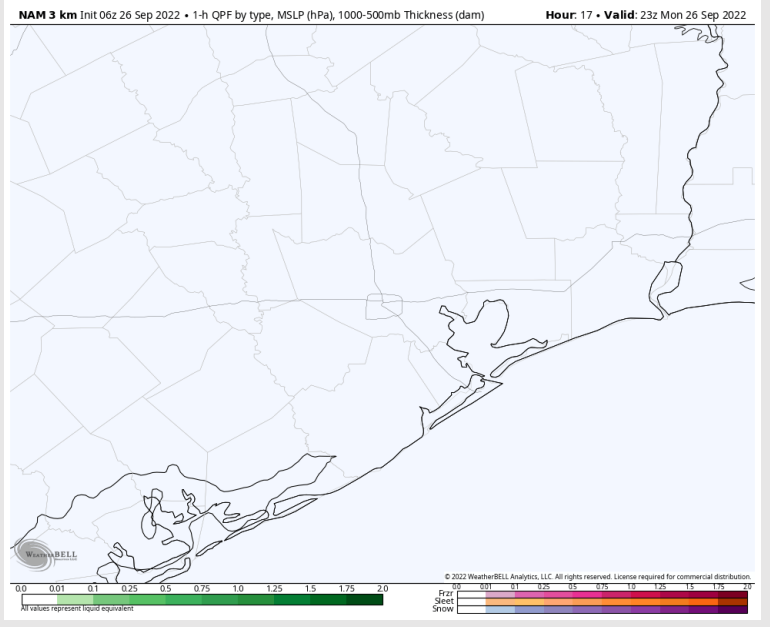 NAM 3 km Init 06z 26 Sep 2022 • 1-h QPF by type, MSLP (hPa), 1000-500mb Thickness (dam)
Hour: 17 • Valid: 23z Mon 26 Sep 2022
WeatherBELL
© 2022 WeatherBELL Analytics, LLC. All rights reserved. License required for commercial distribution.
0.0 0.01 0.1 0.25 0.5 0.75 1.0 1.25 1.5 1.75 2.0
All values represent liquid equivalent
0.0 0.01 0.1 0.25 0.5 0.75 1.0 1.25 1.5 1.75 2.0
Frzr
Sleet
Snow